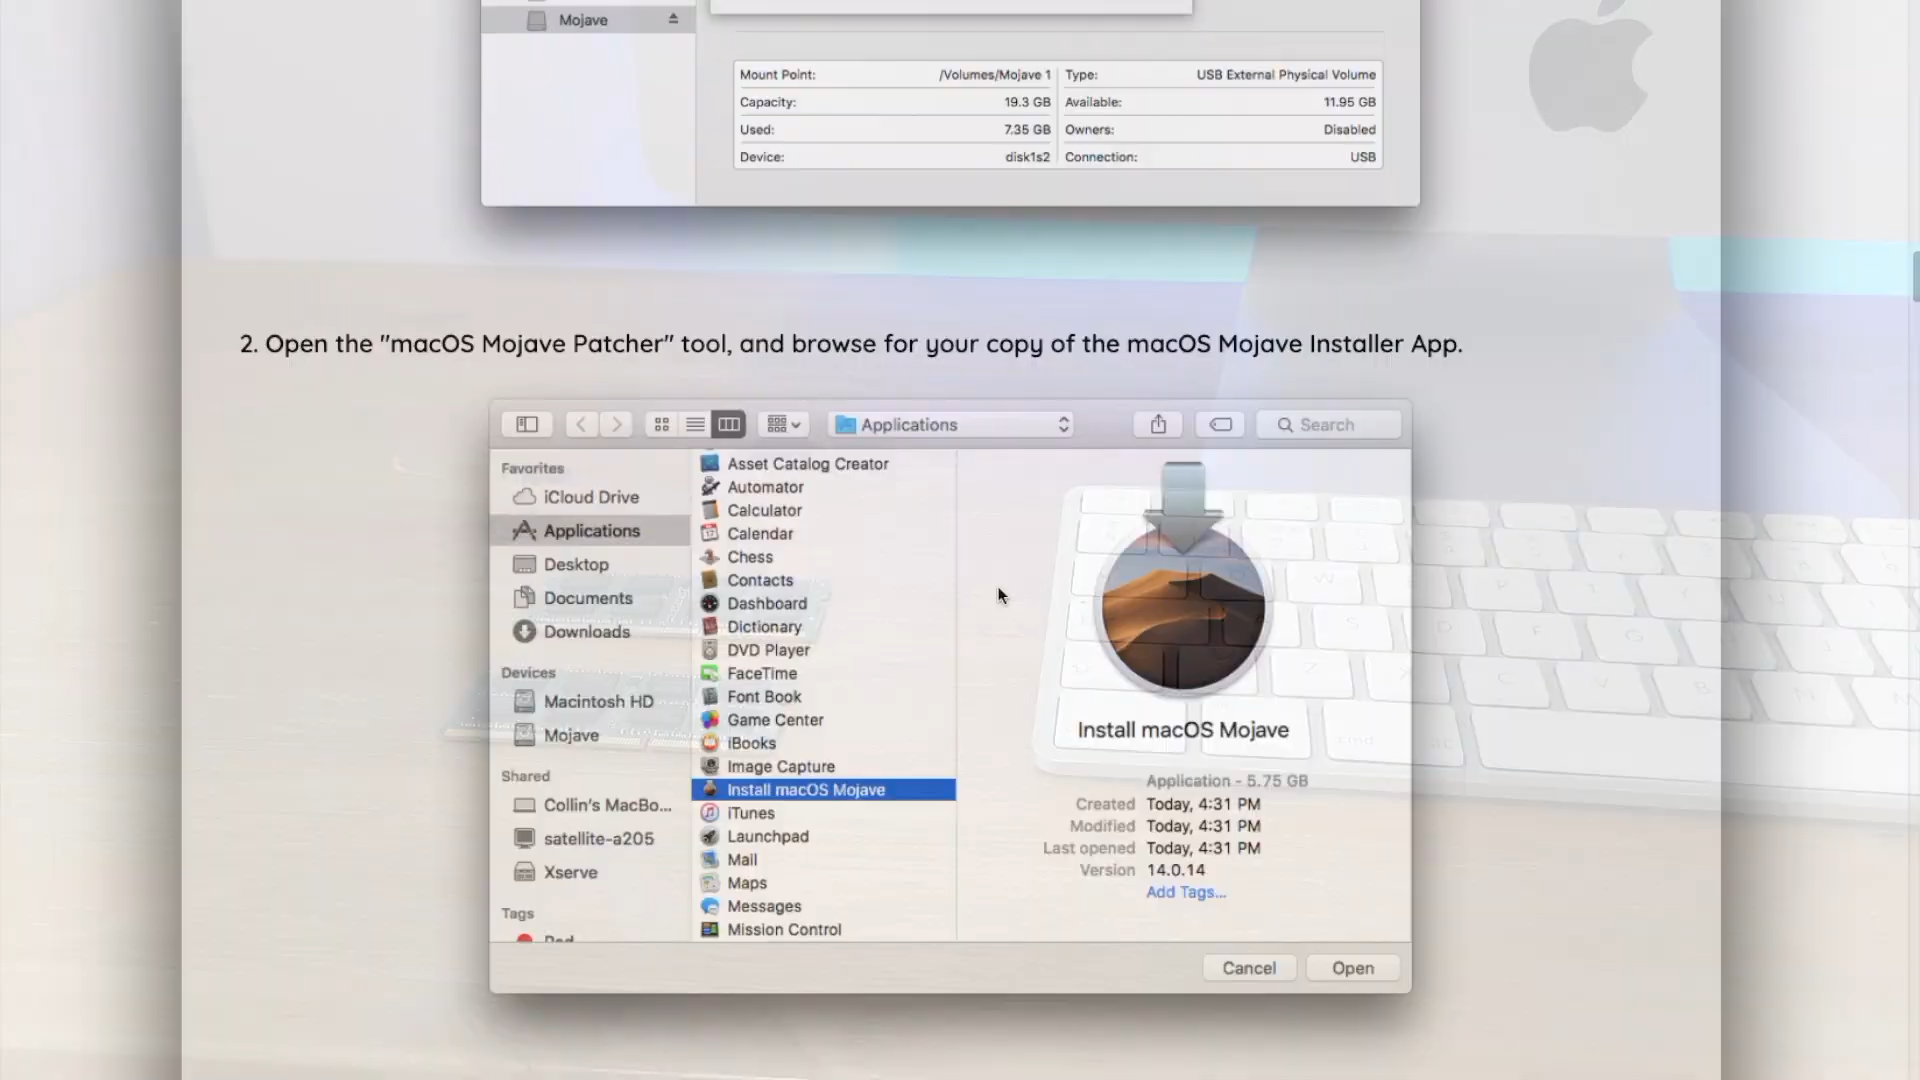 Mojave
Mount Point: /Volumes/Mojave 1 Type: USB External Physical Volume
Capacity: 19.3 GB Available: 11.95 GB
Used: 7.35 GB Owners: Disabled
Device: disk1s2 Connection: USB
2. Open the "macOS Mojave Patcher" tool, and browse for your copy of the macOS Mojave Installer App.
Applications
Search
Favorites
iCloud Drive
Applications
Desktop
Documents
Downloads
Devices
Macintosh HD
Mojave
Shared
Collin's MacBo...
satellite-a205
Xserve
Tags
Red
Asset Catalog Creator
Automator
Calculator
Calendar
Chess
Contacts
Dashboard
Dictionary
DVD Player
FaceTime
Font Book
Game Center
iBooks
Image Capture
Install macOS Mojave
iTunes
Launchpad
Mail
Maps
Messages
Mission Control
Install macOS Mojave
Application - 5.75 GB
Created Today, 4:31 PM
Modified Today, 4:31 PM
Last opened Today, 4:31 PM
Version 14.0.14
Add Tags...
Cancel
Open